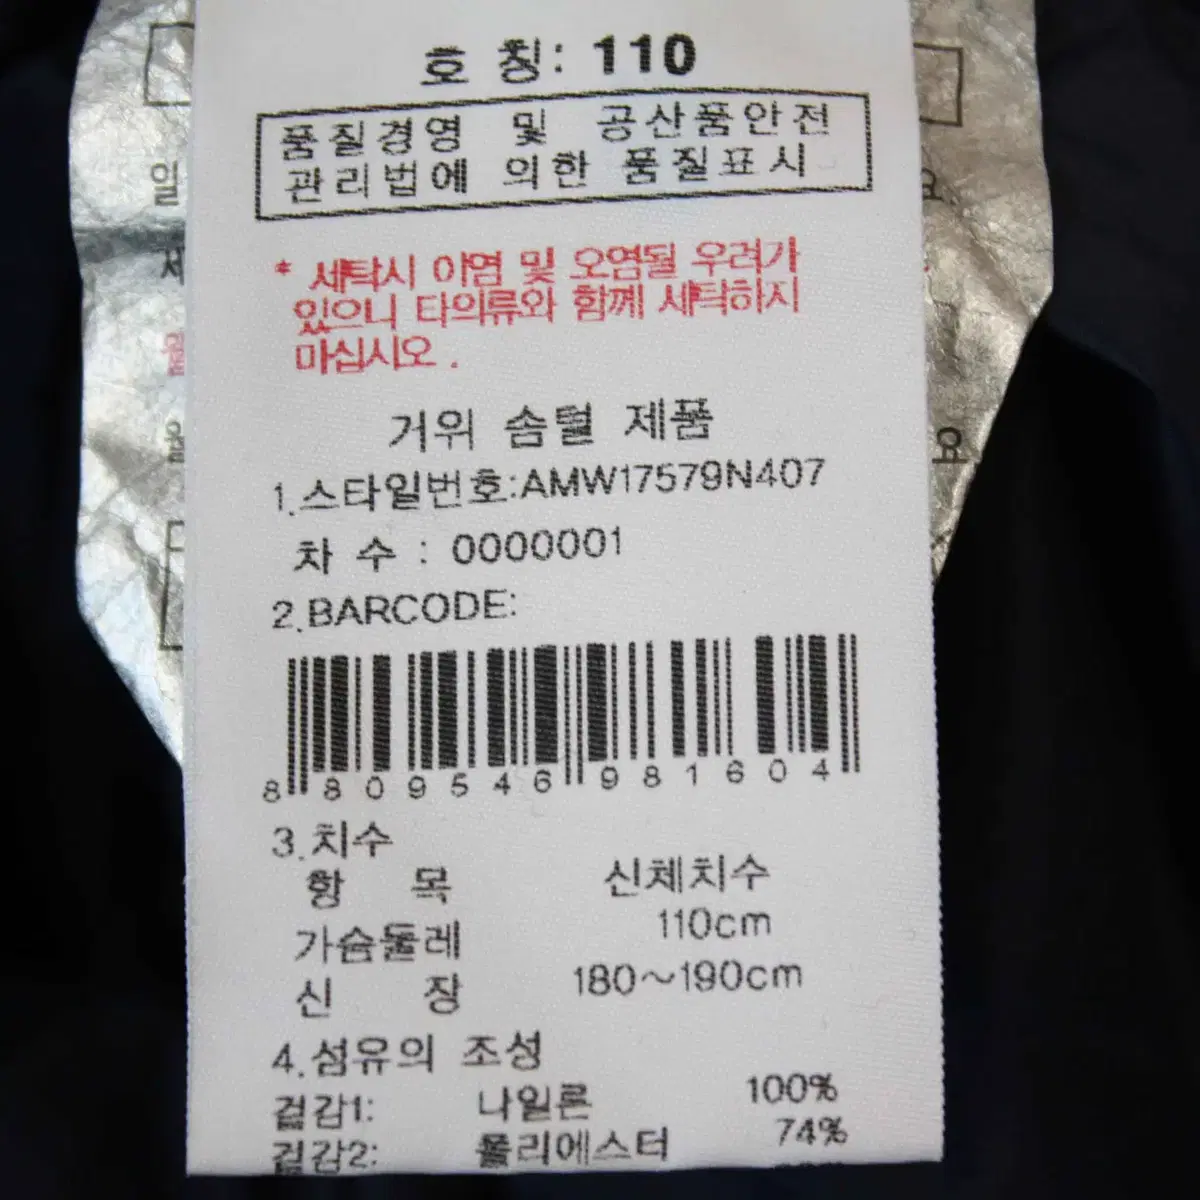 호 칭: 110
품질경영 및 공산품안전
관리법에 의한 품질표시
* 세탁시 이염 및 오염될 우려가
있으니 타의류와 함께 세탁하지
마십시오 .
거위 솜털 제품
1.스타일번호:AMW17579N407
차 수 : 0000001
2.BARCODE:
8 809546 981604
3.치수
항 목 신체치수
가슴둘레 110cm
신 장 180~190cm
4.섬유의 조성
겉감1: 나일론 100%
겉감2: 폴리에스터 74%
일
세
요